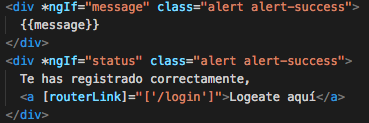 <div *ngIf="message" class="alert alert-success">
{{message}}
</div>
<div *ngIf="status" class="alert alert-success">
Te has registrado correctamente,
<a [routerLink]="['/login']">Logeate aquí</a>
</div>